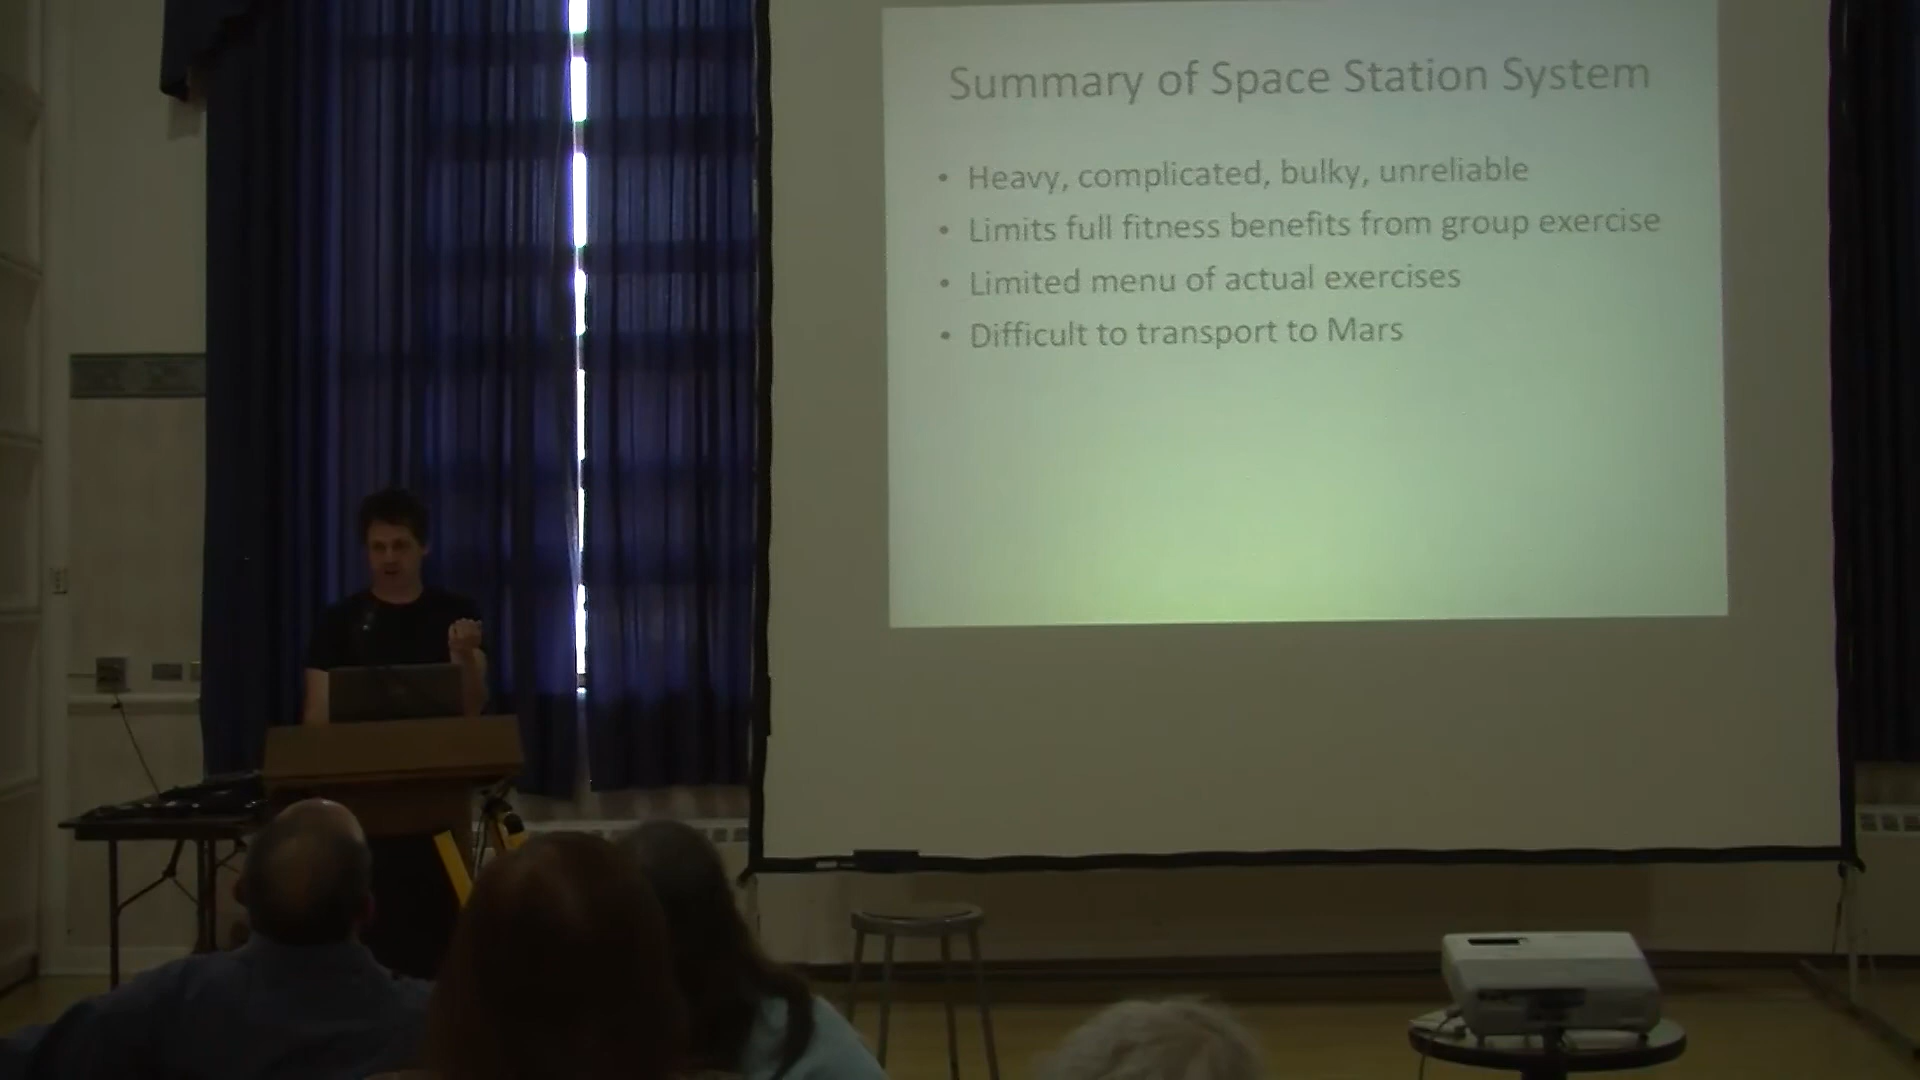 Summary of Space Station System
• Heavy, complicated, bulky, unreliable
• Limits full fitness benefits from group exercise
• Limited menu of actual exercises
• Difficult to transport to Mars